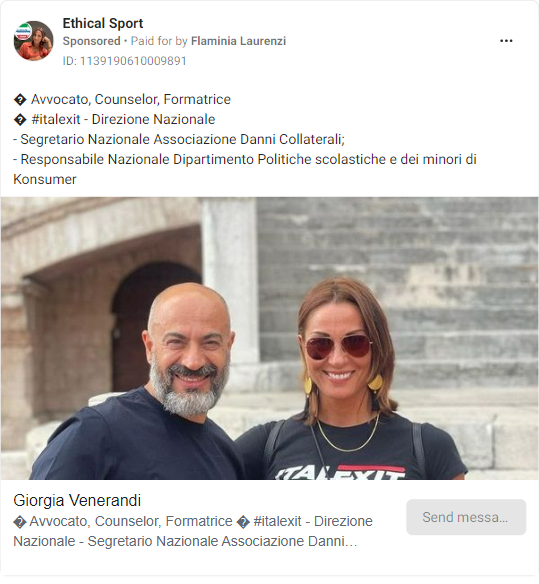 Ethical Sport
Sponsored • Paid for by Flaminia Laurenzi
ID: 1139190610009891
� Avvocato, Counselor, Formatrice
� #italexit - Direzione Nazionale
- Segretario Nazionale Associazione Danni Collaterali;
- Responsabile Nazionale Dipartimento Politiche scolastiche e dei minori di
Konsumer
ITALEXIT
Giorgia Venerandi
� Avvocato, Counselor, Formatrice � #italexit - Direzione
Nazionale - Segretario Nazionale Associazione Danni…
Send messa...